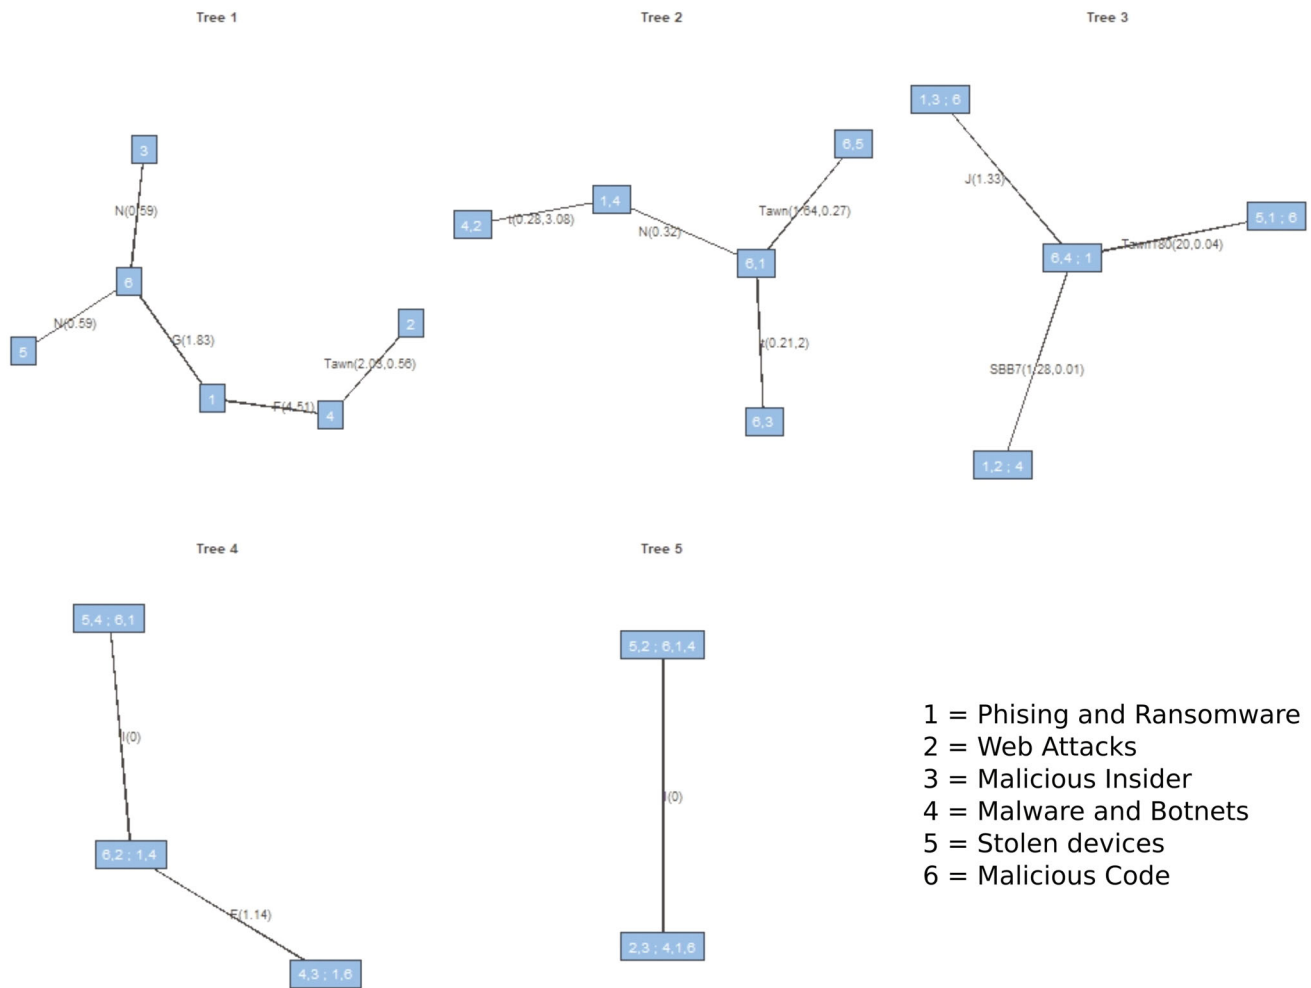 Tree 1
Tree 2
Tree 3
3
N(0.59)
6
N(0.59)
5
G(1.83)
2
Tawn(2.03,0.56)
1
F(4.51)
4
6,5
1,4
Tawn(1.64,0.27)
4,2
t(0.28,3.08)
N(0.32)
6,1
t(0.21,2)
6,3
1,3 ; 6
J(1.33)
5,1 ; 6
Tawn180(20,0.04)
6,4 ; 1
SBB7(1.28,0.01)
1,2 ; 4
Tree 4
Tree 5
5,4 ; 6,1
I(0)
6,2 ; 1,4
F(1.14)
4,3 ; 1,6
5,2 ; 6,1,4
I(0)
2,3 ; 4,1,6
1 = Phising and Ransomware
2 = Web Attacks
3 = Malicious Insider
4 = Malware and Botnets
5 = Stolen devices
6 = Malicious Code